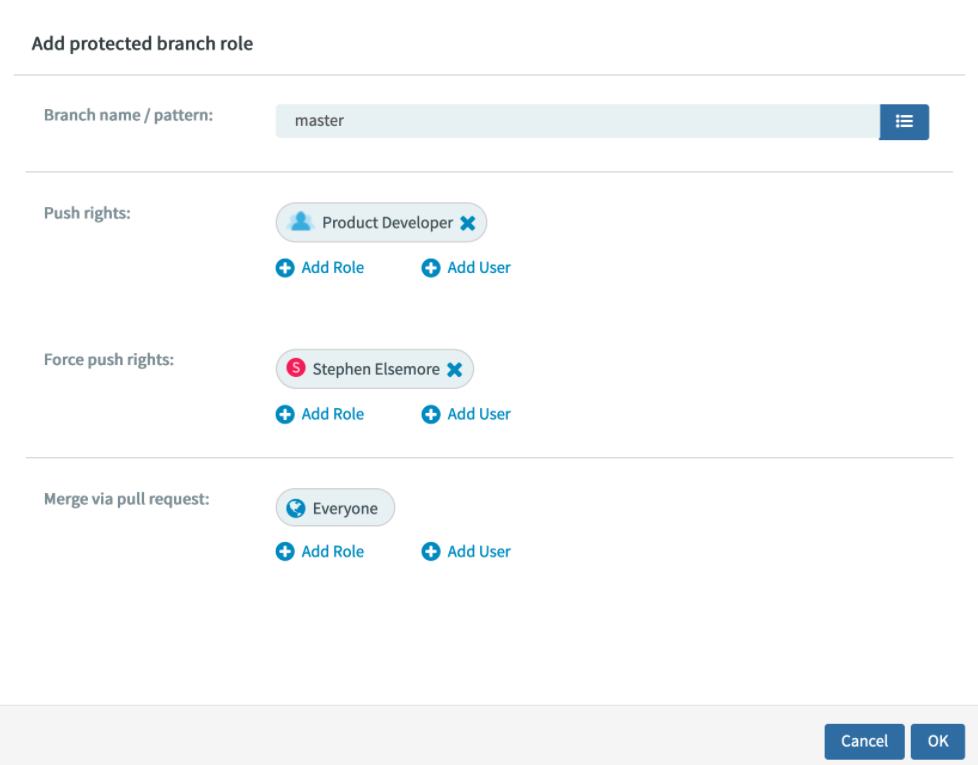 Add protected branch role
Branch name / pattern:
master
Push rights:
Product Developer
Add Role
Add User
Force push rights:
S
Stephen Elsemore
Add Role
Add User
Merge via pull request:
Everyone
Add Role
Add User
Cancel
OK